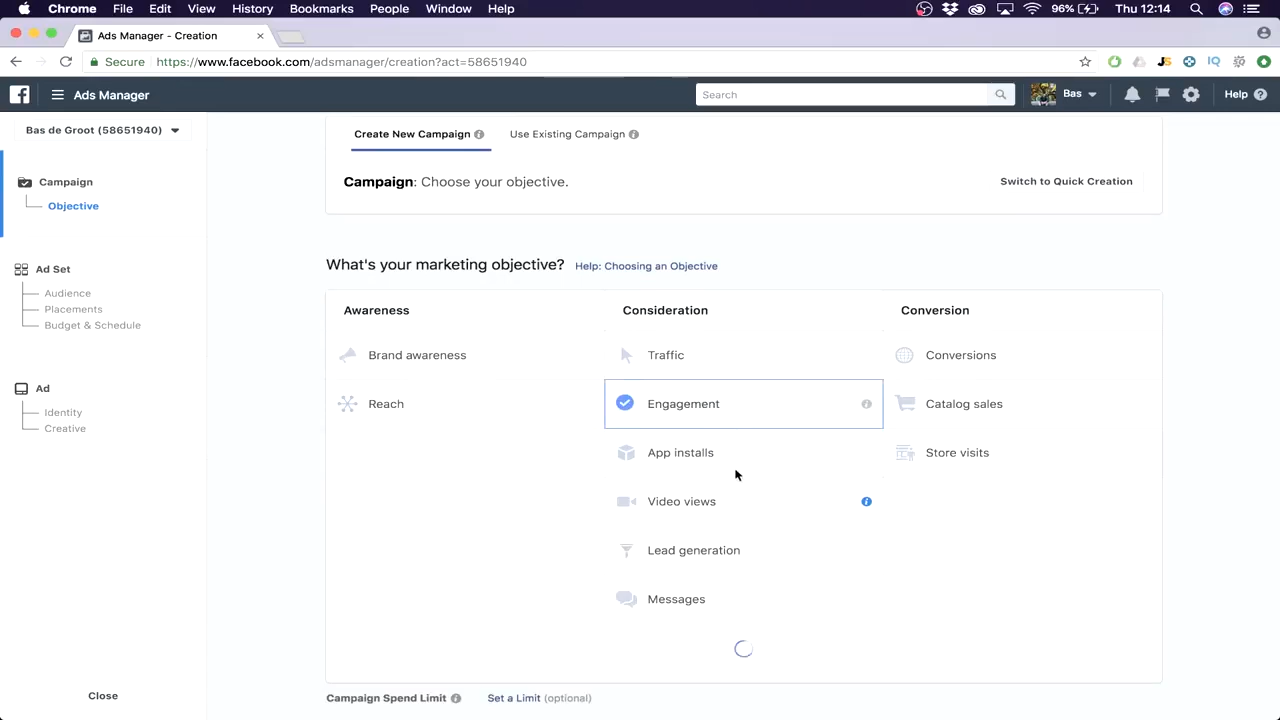 Chrome File Edit View History Bookmarks People Window Help 96% Thu 12:14
Ads Manager - Creation
Secure https://www.facebook.com/adsmanager/creation?act=58651940
Ads Manager Search Bas Help
Bas de Groot (58651940)
Create New Campaign Use Existing Campaign
Campaign
Campaign: Choose your objective. Switch to Quick Creation
Objective
What's your marketing objective? Help: Choosing an Objective
Ad Set
Audience
Placements
Budget & Schedule
Awareness Consideration Conversion
Brand awareness Traffic Conversions
Ad
Identity
Creative
Reach Engagement Catalog sales
App installs Store visits
Video views
Lead generation
Messages
Close
Campaign Spend Limit Set a Limit (optional)